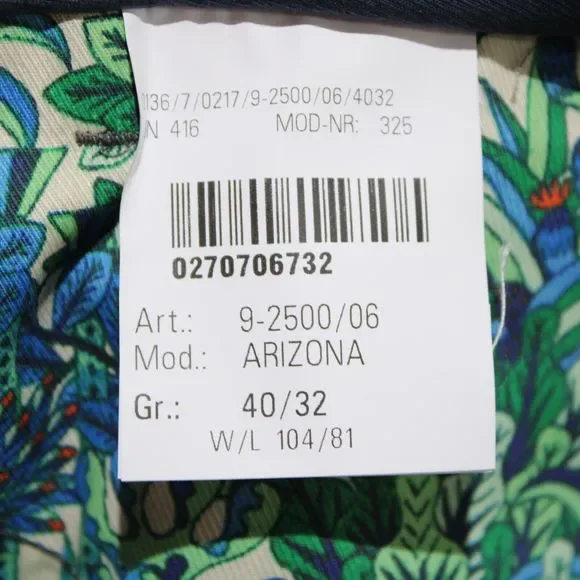 136/7/0217/9-2500/06/4032
N 416 MOD-NR: 325
0270706732
Art.: 9-2500/06
Mod.: ARIZONA
Gr.: 40/32
W/L 104/81